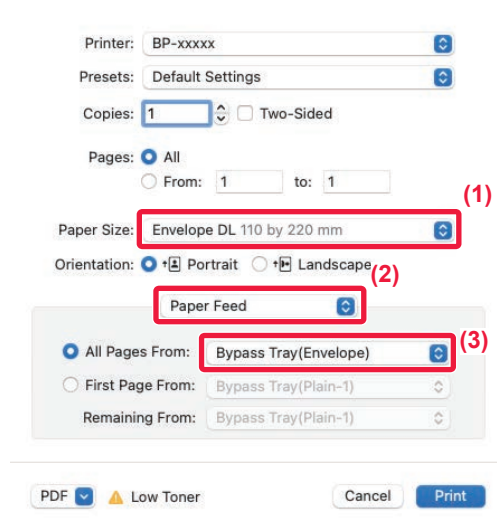 Printer: BP-xxxxx
Presets: Default Settings
Copies: 1 Two-Sided
Pages: All
From: 1 to: 1
(1)
Paper Size: Envelope DL 110 by 220 mm
Orientation: Portrait Landscape
(2)
Paper Feed
(3)
All Pages From: Bypass Tray(Envelope)
First Page From: Bypass Tray(Plain-1)
Remaining From: Bypass Tray(Plain-1)
PDF Low Toner Cancel Print